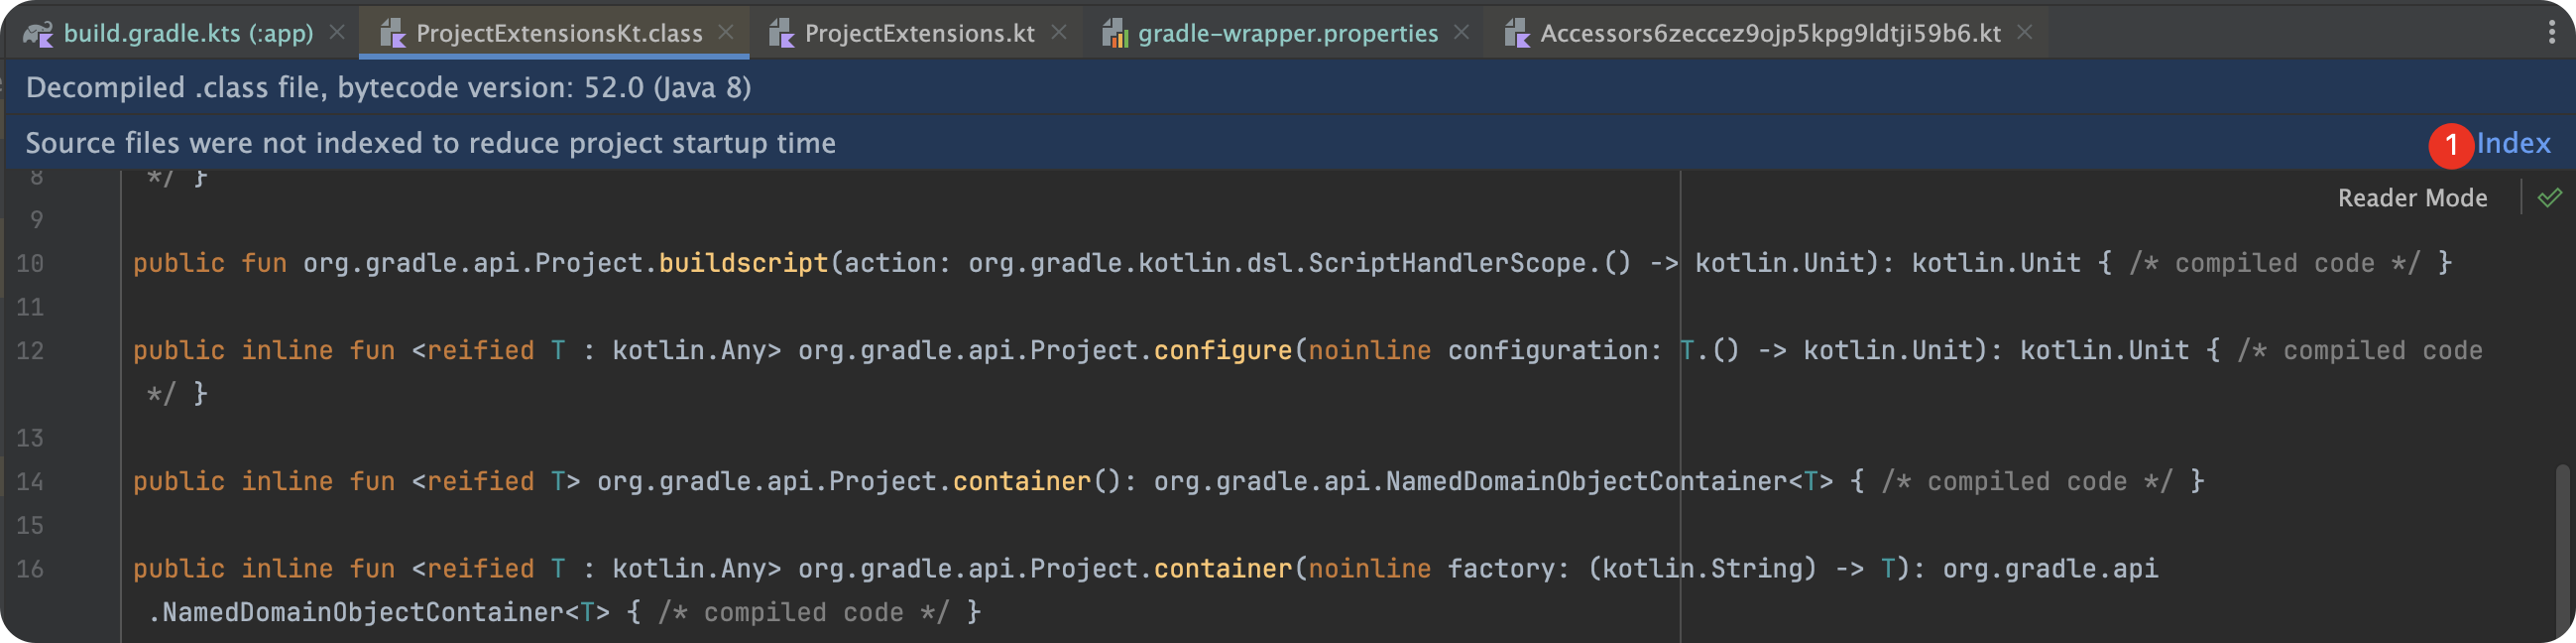 build.gradle.kts (:app) ProjectExtensionsKt.class ProjectExtensions.kt gradle-wrapper.properties Accessors6zeccez9ojp5kpg9ldtji59b6.kt
Decompiled .class file, bytecode version: 52.0 (Java 8)
Source files were not indexed to reduce project startup time 1 Index
8 */ }
Reader Mode
9
10 public fun org.gradle.api.Project.buildscript(action: org.gradle.kotlin.dsl.ScriptHandlerScope.() -> kotlin.Unit): kotlin.Unit { /* compiled code */ }
11
12 public inline fun <reified T : kotlin.Any> org.gradle.api.Project.configure(noinline configuration: T.() -> kotlin.Unit): kotlin.Unit { /* compiled code
*/ }
13
14 public inline fun <reified T> org.gradle.api.Project.container(): org.gradle.api.NamedDomainObjectContainer<T> { /* compiled code */ }
15
16 public inline fun <reified T : kotlin.Any> org.gradle.api.Project.container(noinline factory: (kotlin.String) -> T): org.gradle.api
.NamedDomainObjectContainer<T> { /* compiled code */ }